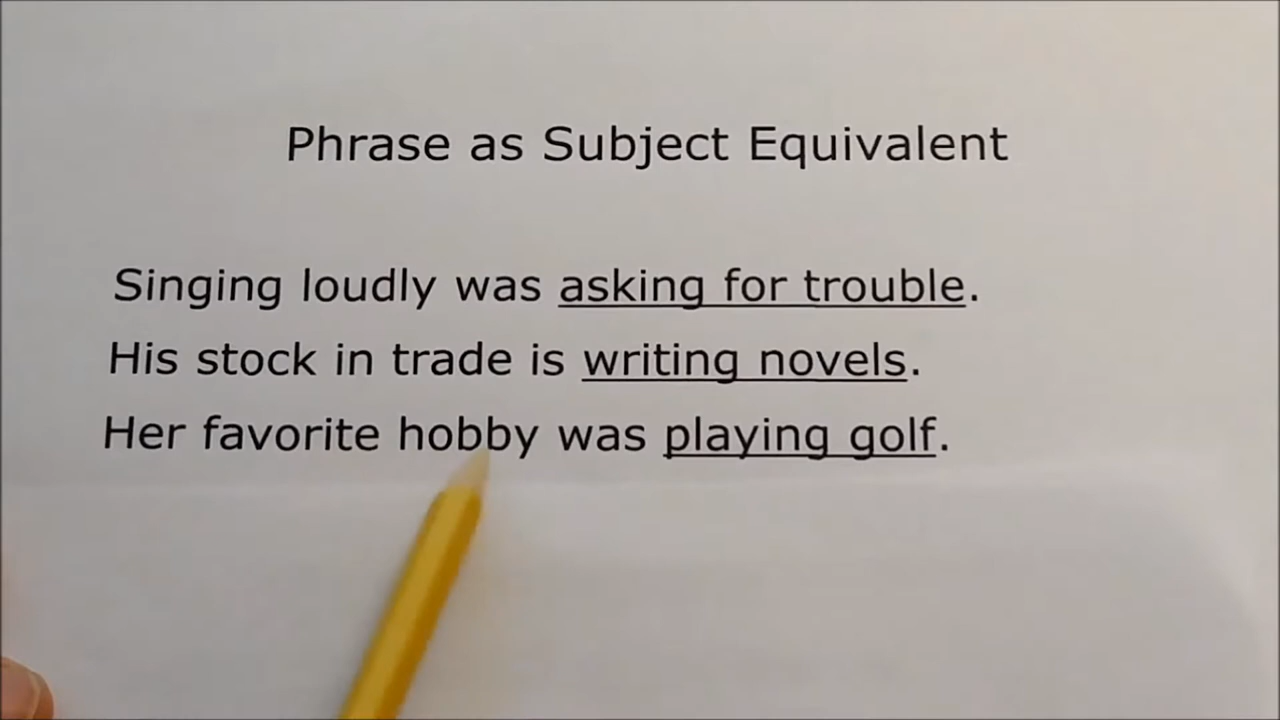 Phrase as Subject Equivalent
Singing loudly was asking for trouble.
His stock in trade is writing novels.
Her favorite hobby was playing golf.